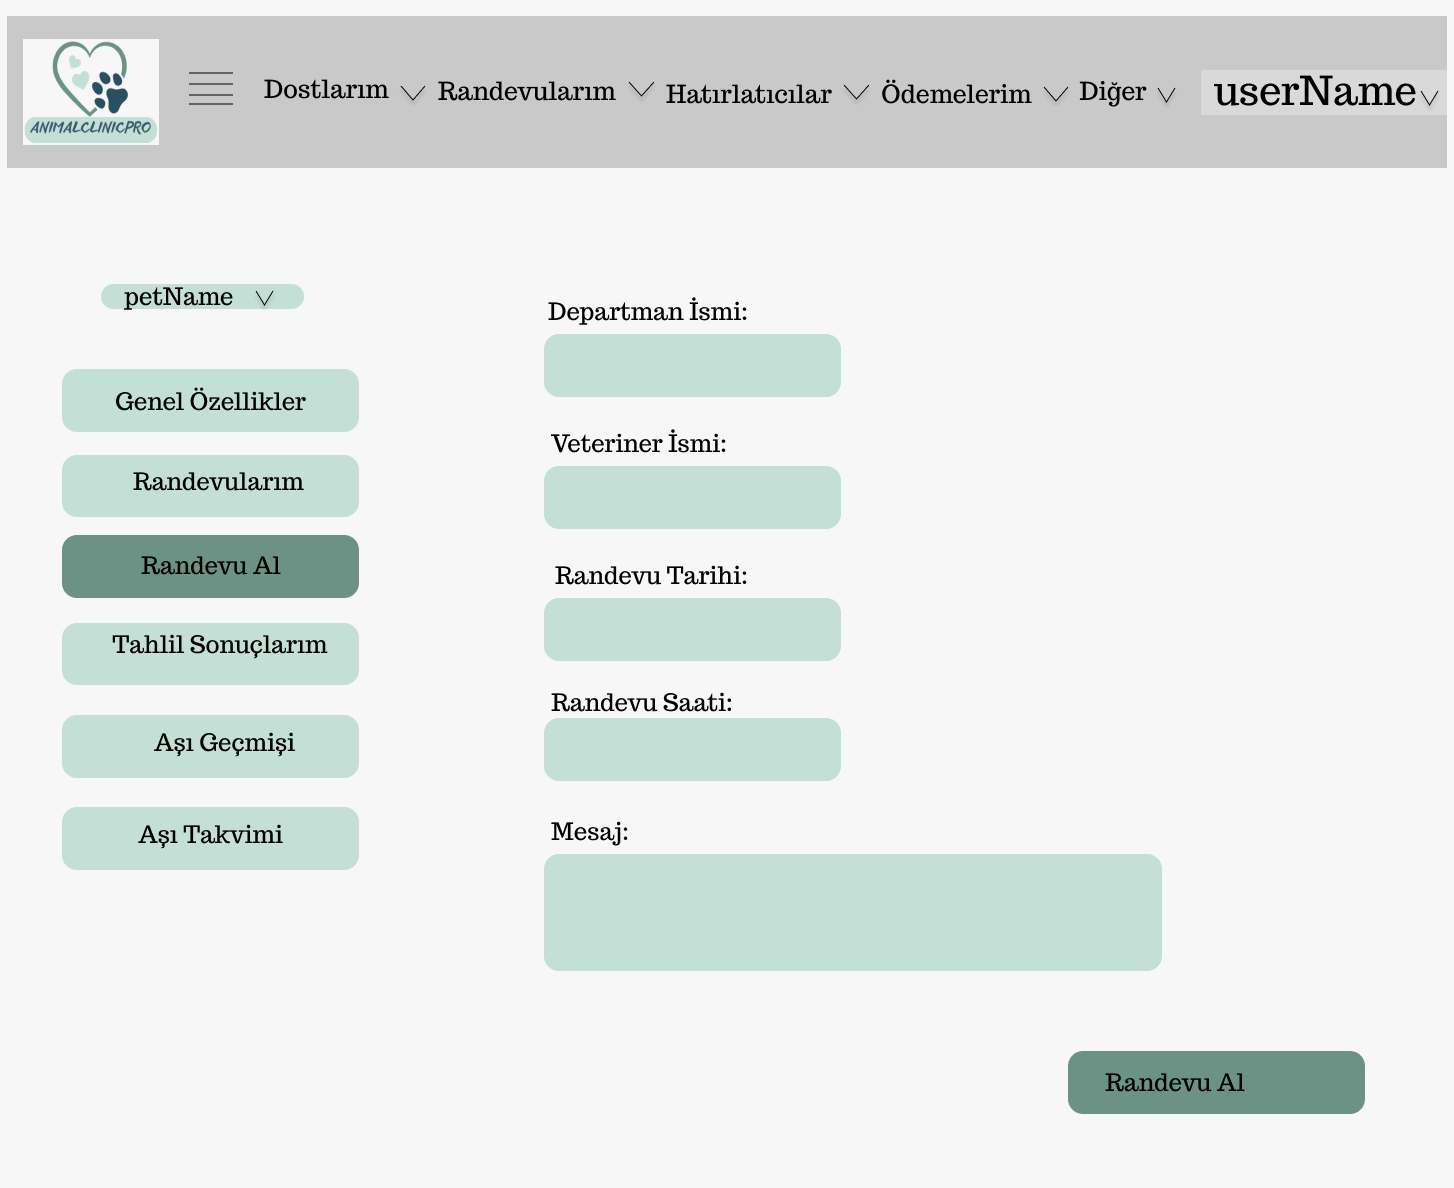 ANIMALCLINICPRO
Dostlarım Randevularım Hatırlatıcılar Ödemelerim Diğer userName
petName
Genel Özellikler
Randevularım
Randevu Al
Tahlil Sonuçlarım
Aşı Geçmişi
Aşı Takvimi
Departman İsmi:
Veteriner İsmi:
Randevu Tarihi:
Randevu Saati:
Mesaj:
Randevu Al